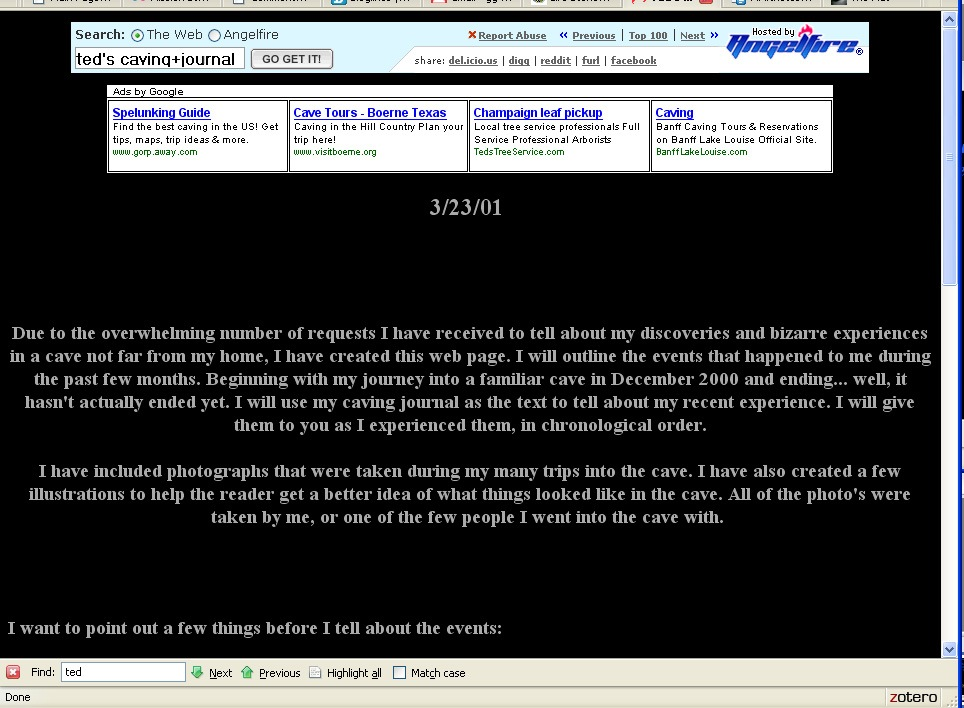 Search: The Web Angelfire
Report Abuse « Previous | Top 100 | Next »
Hosted by
Angelfire®
ted's caving+journal GO GET IT!
share: del.icio.us | digg | reddit | furl | facebook
Ads by Google
Spelunking Guide
Find the best caving in the US! Get
tips, maps, trip ideas & more.
www.gorp.away.com
Cave Tours - Boerne Texas
Caving in the Hill Country Plan your
trip here!
www.visitboerne.org
Champaign leaf pickup
Local tree service professionals Full
Service Professional Arborists
TedsTreeService.com
Caving
Banff Caving Tours & Reservations
on Banff Lake Louise Official Site.
BanffLakeLouise.com
3/23/01
Due to the overwhelming number of requests I have received to tell about my discoveries and bizarre experiences
in a cave not far from my home, I have created this web page. I will outline the events that happened to me during
the past few months. Beginning with my journey into a familiar cave in December 2000 and ending... well, it
hasn't actually ended yet. I will use my caving journal as the text to tell about my recent experience. I will give
them to you as I experienced them, in chronological order.
I have included photographs that were taken during my many trips into the cave. I have also created a few
illustrations to help the reader get a better idea of what things looked like in the cave. All of the photo's were
taken by me, or one of the few people I went into the cave with.
I want to point out a few things before I tell about the events:
Find: ted Next Previous Highlight all Match case
Done
zotero